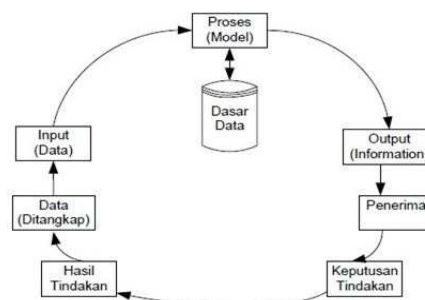 Proses
(Model)
Dasar
Data
Input
(Data)
Output
(Information
Data
(Ditangkap)
Penerima
Hasil
Tindakan
Keputusan
Tindakan